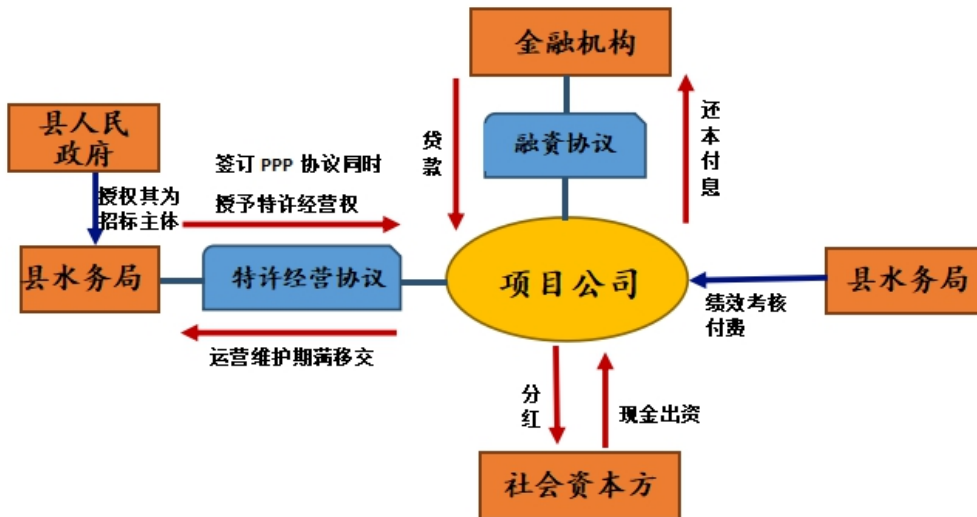 金融机构
县人民
政府
贷
款
融资协议
还
本
付
息
签订 PPP 协议同时
授予特许经营权
授权其为
招标主体
县水务局
特许经营协议
项目公司
县水务局
绩效考核
付费
运营维护期满移交
分
红
现金出资
社会资本方